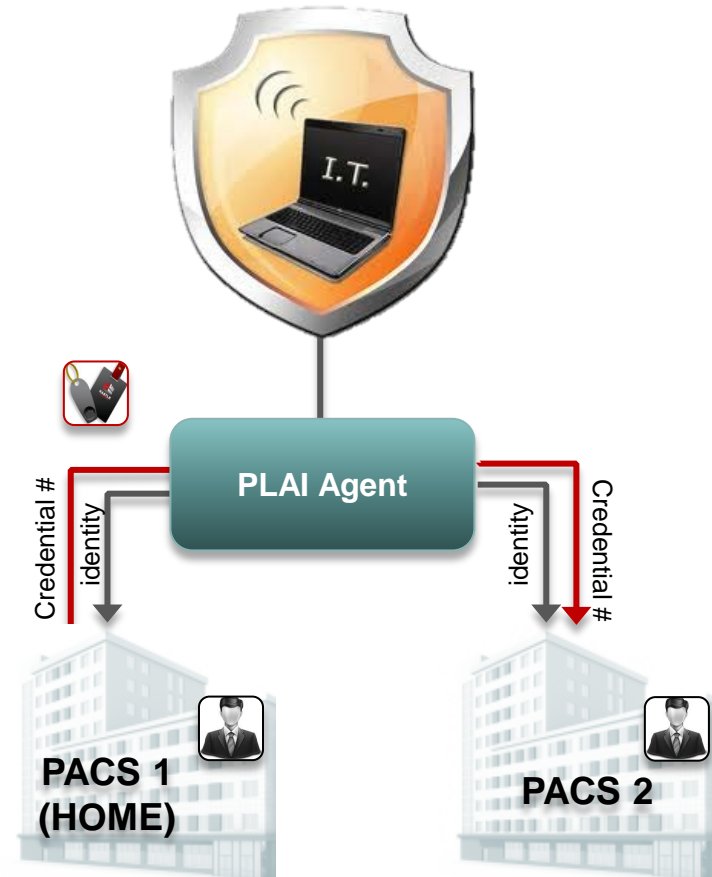 I.T.
PLAI Agent
Credential #
identity
identity
Credential #
PACS 1
(HOME)
PACS 2